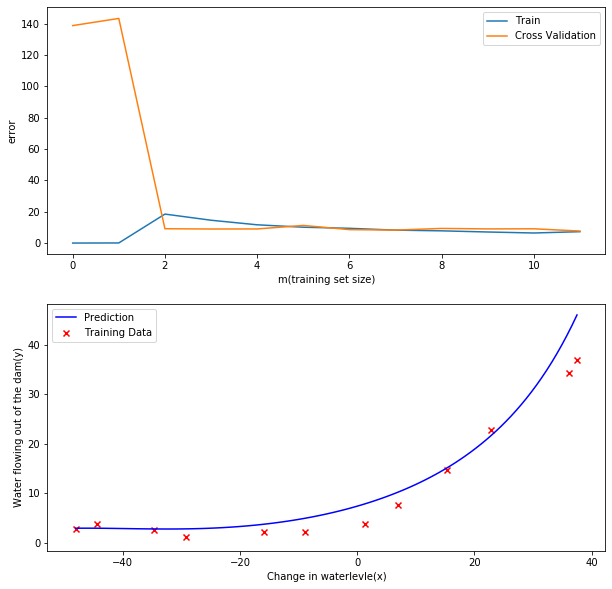 140
120
100
80
60
40
20
0
error
Train
Cross Validation
0 2 4 6 8 10
m(training set size)
40
30
20
10
0
Water flowing out of the dam(y)
Prediction
Training Data
−40 −20 0 20 40
Change in waterlevle(x)